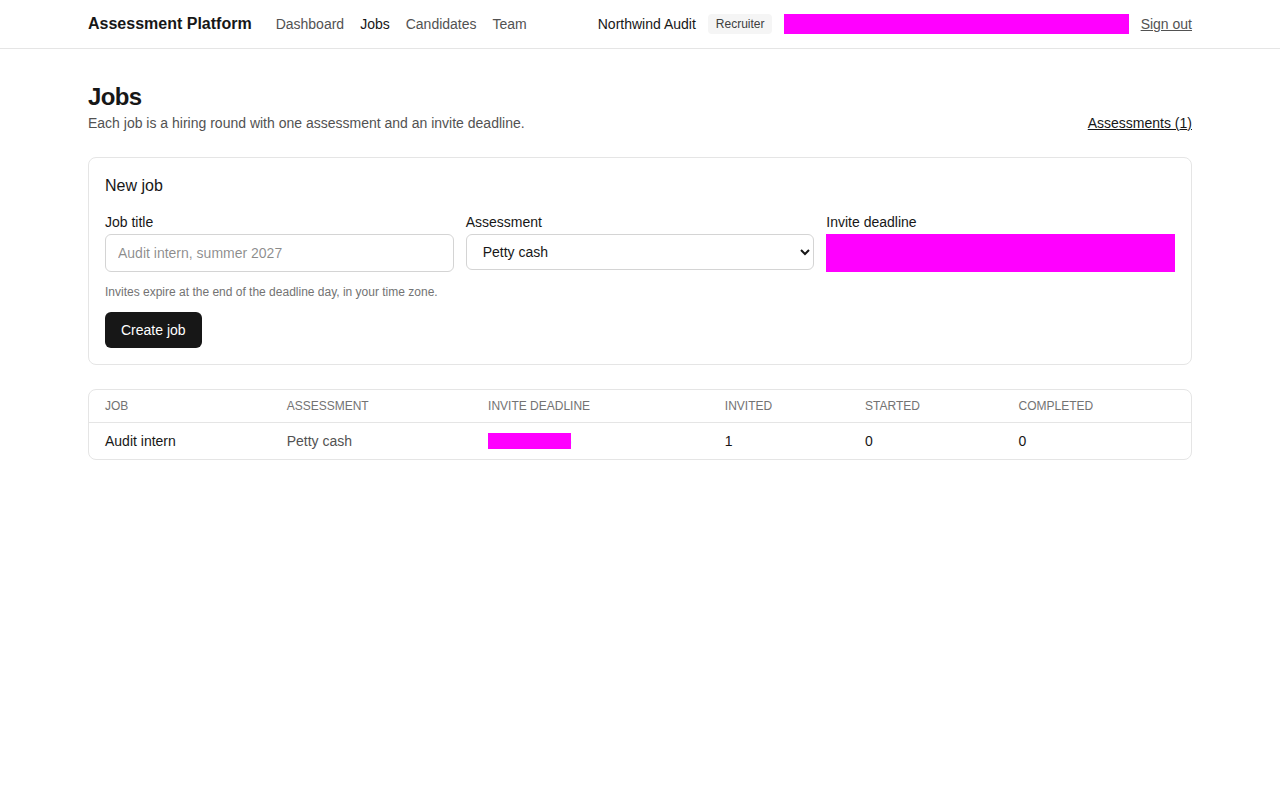 Assessment Platform Dashboard Jobs Candidates Team Northwind Audit Recruiter Sign out
Jobs
Each job is a hiring round with one assessment and an invite deadline. Assessments (1)
New job
Job title Assessment Invite deadline
Audit intern, summer 2027 Petty cash
Invites expire at the end of the deadline day, in your time zone.
Create job
JOB ASSESSMENT INVITE DEADLINE INVITED STARTED COMPLETED
Audit intern Petty cash 1 0 0